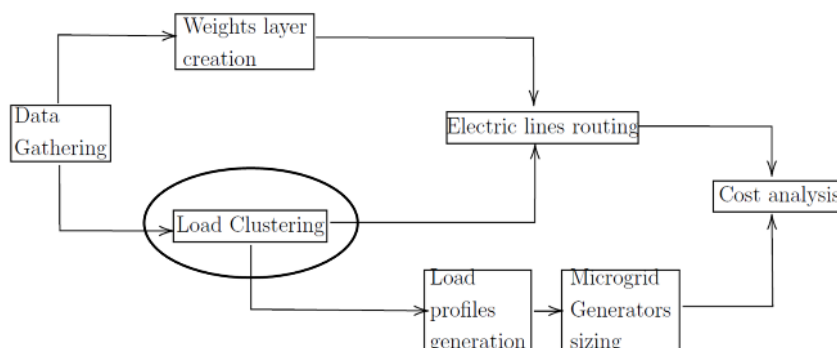 Weights layer
creation
Data
Gathering
Electric lines routing
Cost analysis
Load Clustering
Load
profiles
generation
Microgrid
Generators
sizing